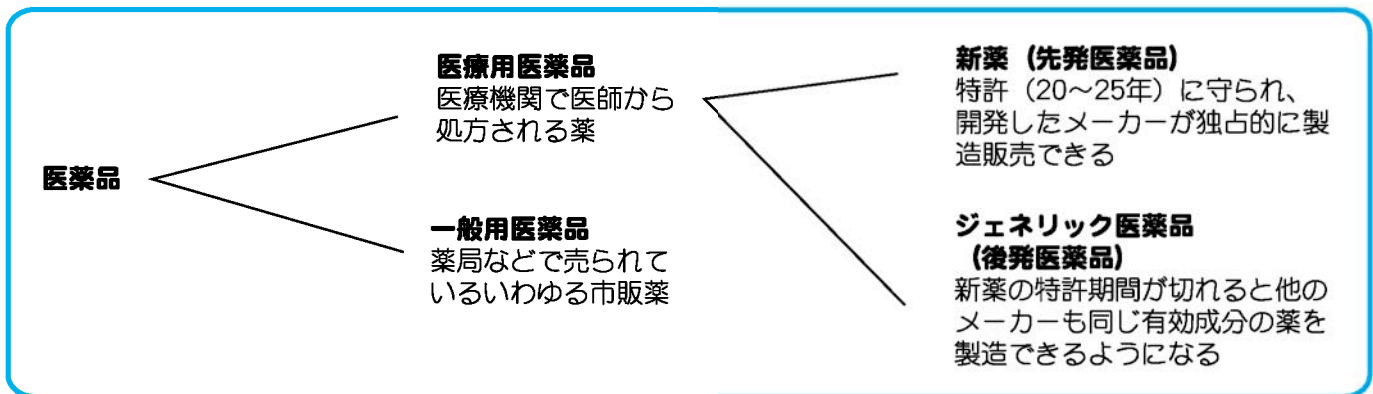 医薬品
医療用医薬品
医療機関で医師から
処方される薬
一般用医薬品
薬局などで売られて
いるいわゆる市販薬
新薬（先発医薬品）
特許（20〜25年）に守られ、
開発したメーカーが独占的に製
造販売できる
ジェネリック医薬品
（後発医薬品）
新薬の特許期間が切れると他の
メーカーも同じ有効成分の薬を
製造できるようになる